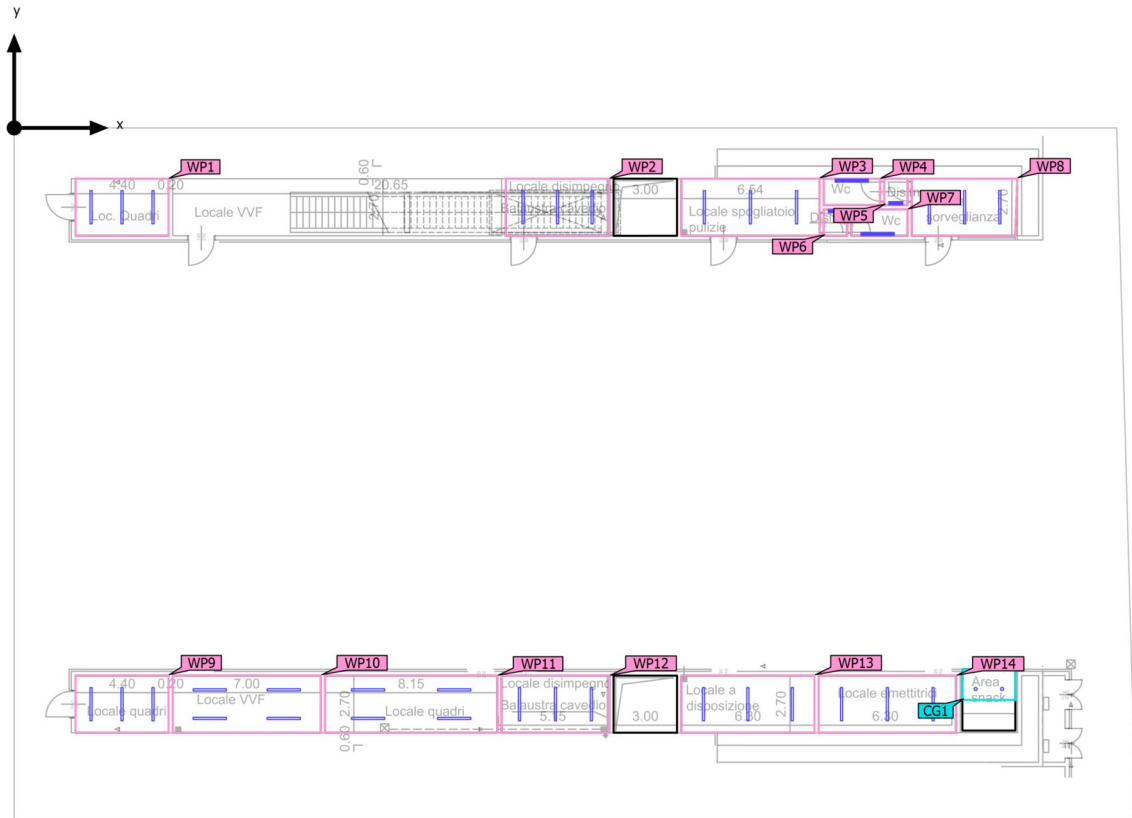 y
x
WP1
WP2
WP3
WP4
WP8
4.40 0.20
0.60
20.65
Locale disimpegno
3.00
6.54
Wc
2.70
WP7
Loc. Quadri
Locale VVF
2.70
Balaustra cavedio
Locale spogliatoio
pulizie
WP5
Wc
Sorveglianza
WP6
WP9
WP10
WP11
WP12
WP13
WP14
4.40 0.20
7.00
8.15
Locale disimpegno
Locale a
disposizione
Locale emettitrici
Area
snack
Locale quadri
Locale VVF
2.70
Locale quadri
Balaustra cavedio
5.15
3.00
6.30
2.70
6.30
CG1
0.60